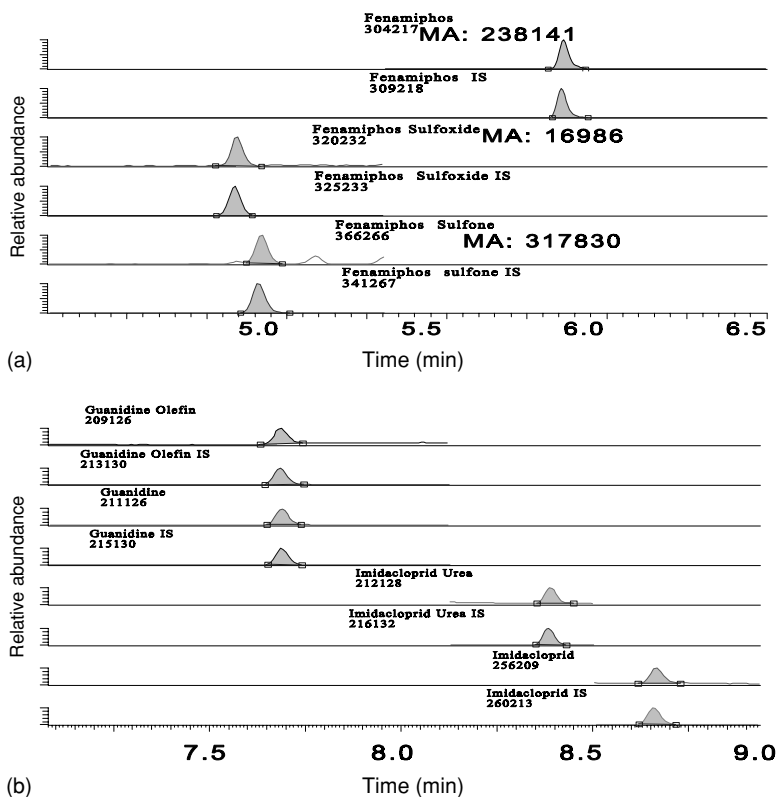 (a)
Relative abundance
Fenamiphos
304217 MA: 238141
Fenamiphos IS
309218
Fenamiphos Sulfoxide MA: 16986
320232
Fenamiphos Sulfoxide IS
325233
Fenamiphos Sulfone
366266 MA: 317830
Fenamiphos sulfone IS
341267
5.0 5.5 6.0 6.5
Time (min)
(b)
Relative abundance
Guanidine Olefin
209126
Guanidine Olefin IS
213130
Guanidine
211126
Guanidine IS
215130
Imidacloprid Urea
212128
Imidacloprid Urea IS
216132
Imidacloprid
256209
Imidacloprid IS
260213
7.5 8.0 8.5 9.0
Time (min)